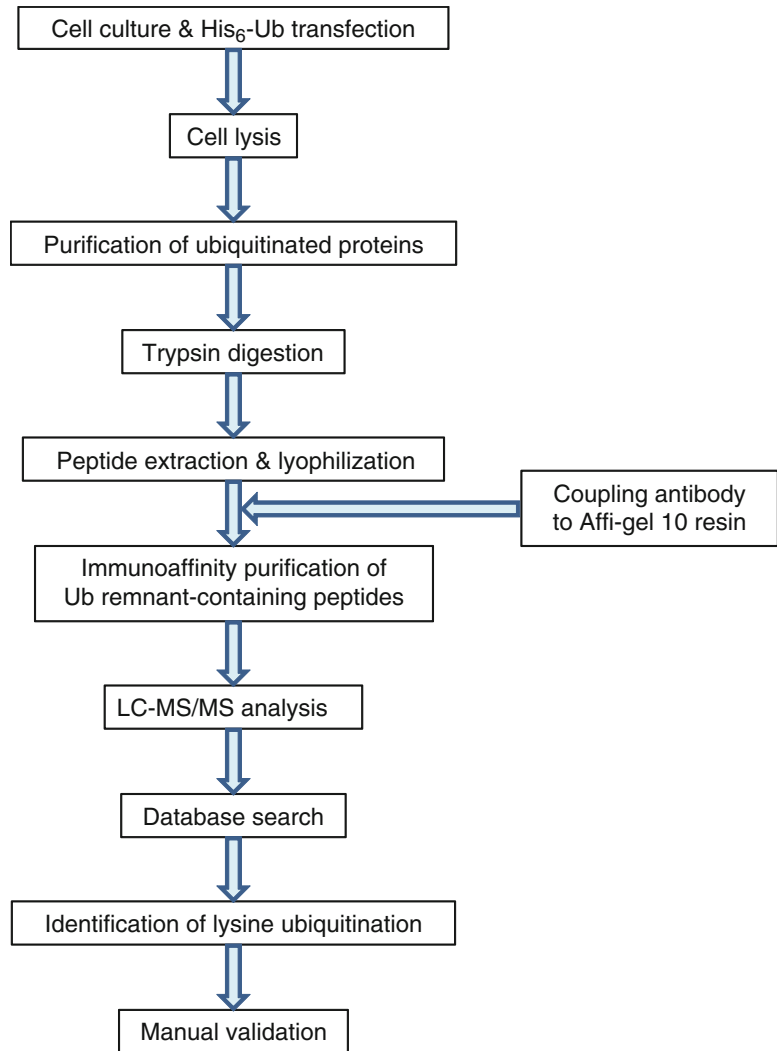 Cell culture & His₆-Ub transfection
Cell lysis
Purification of ubiquitinated proteins
Trypsin digestion
Peptide extraction & lyophilization
Coupling antibody
to Affi-gel 10 resin
Immunoaffinity purification of
Ub remnant-containing peptides
LC-MS/MS analysis
Database search
Identification of lysine ubiquitination
Manual validation